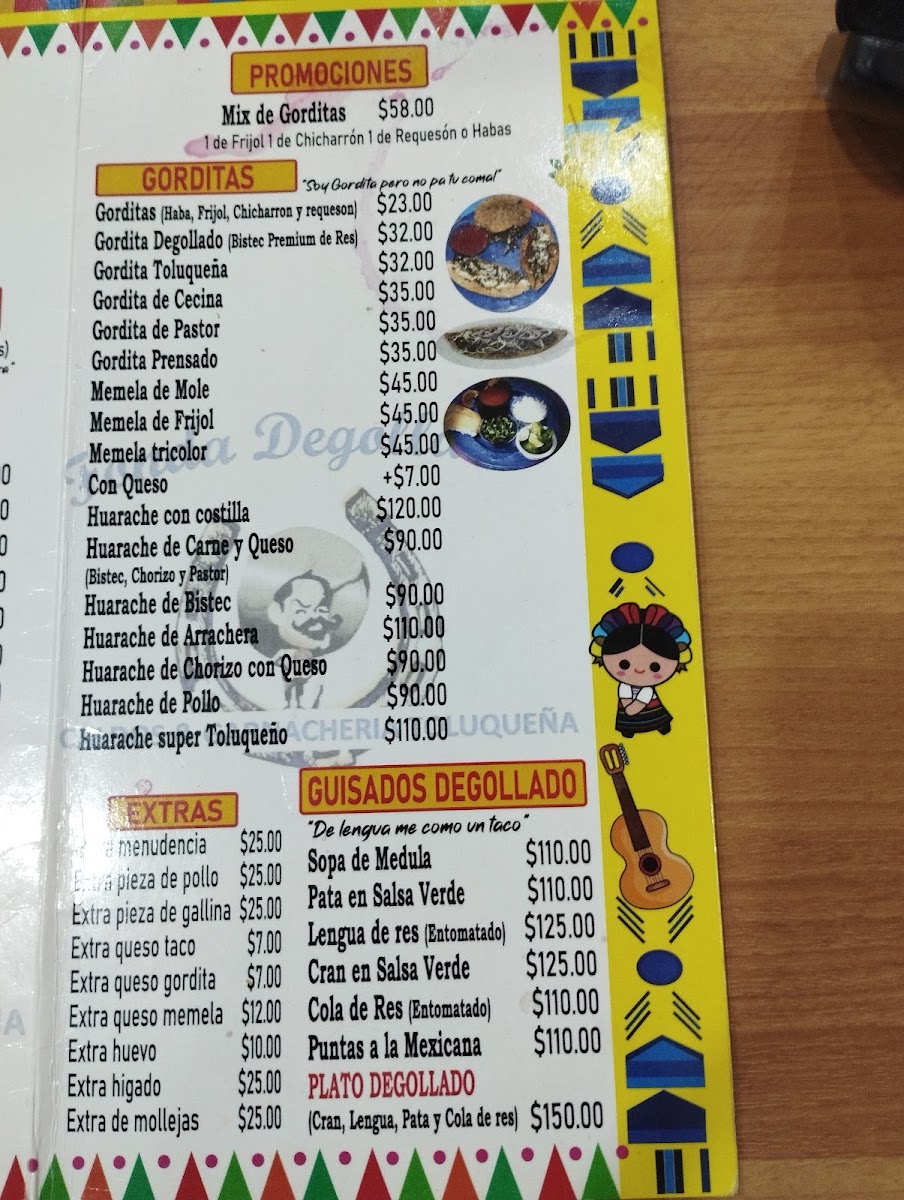 PROMOCIONES
Mix de Gorditas $58.00
1 de Frijol 1 de Chicharrón 1 de Requesón o Habas
GORDITAS "Soy Gordita pero no pa tu comal"
Gorditas (Haba, Frijol, Chicharron y requeson) $23.00
Gordita Degollado (Bistec Premium de Res) $32.00
Gordita Toluqueña $32.00
Gordita de Cecina $35.00
Gordita de Pastor $35.00
Gordita Prensado $35.00
Memela de Mole $45.00
Memela de Frijol $45.00
Memela tricolor $45.00
Con Queso +$7.00
Huarache con costilla $120.00
Huarache de Carne y Queso $90.00
(Bistec, Chorizo y Pastor)
Huarache de Bistec $90.00
Huarache de Arrachera $110.00
Huarache de Chorizo con Queso $90.00
Huarache de Pollo $90.00
Huarache super Toluqueño $110.00
EXTRAS
menudencia $25.00
Extra pieza de pollo $25.00
Extra pieza de gallina $25.00
Extra queso taco $7.00
Extra queso gordita $7.00
Extra queso memela $12.00
Extra huevo $10.00
Extra higado $25.00
Extra de mollejas $25.00
GUISADOS DEGOLLADO
"De lengua me como un taco"
Sopa de Medula $110.00
Pata en Salsa Verde $110.00
Lengua de res (Entomatado) $125.00
Cran en Salsa Verde $125.00
Cola de Res (Entomatado) $110.00
Puntas a la Mexicana $110.00
PLATO DEGOLLADO
(Cran, Lengua, Pata y Cola de res) $150.00